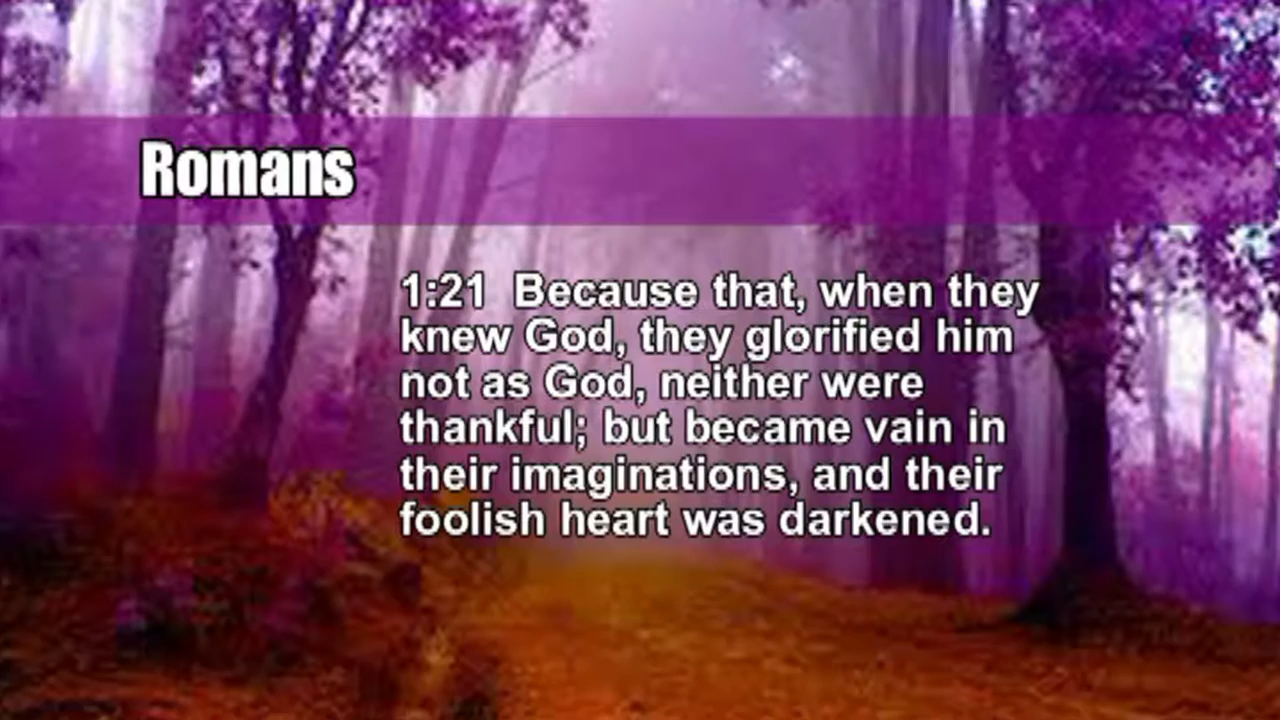 Romans
1:21 Because that, when they
knew God, they glorified him
not as God, neither were
thankful; but became vain in
their imaginations, and their
foolish heart was darkened.